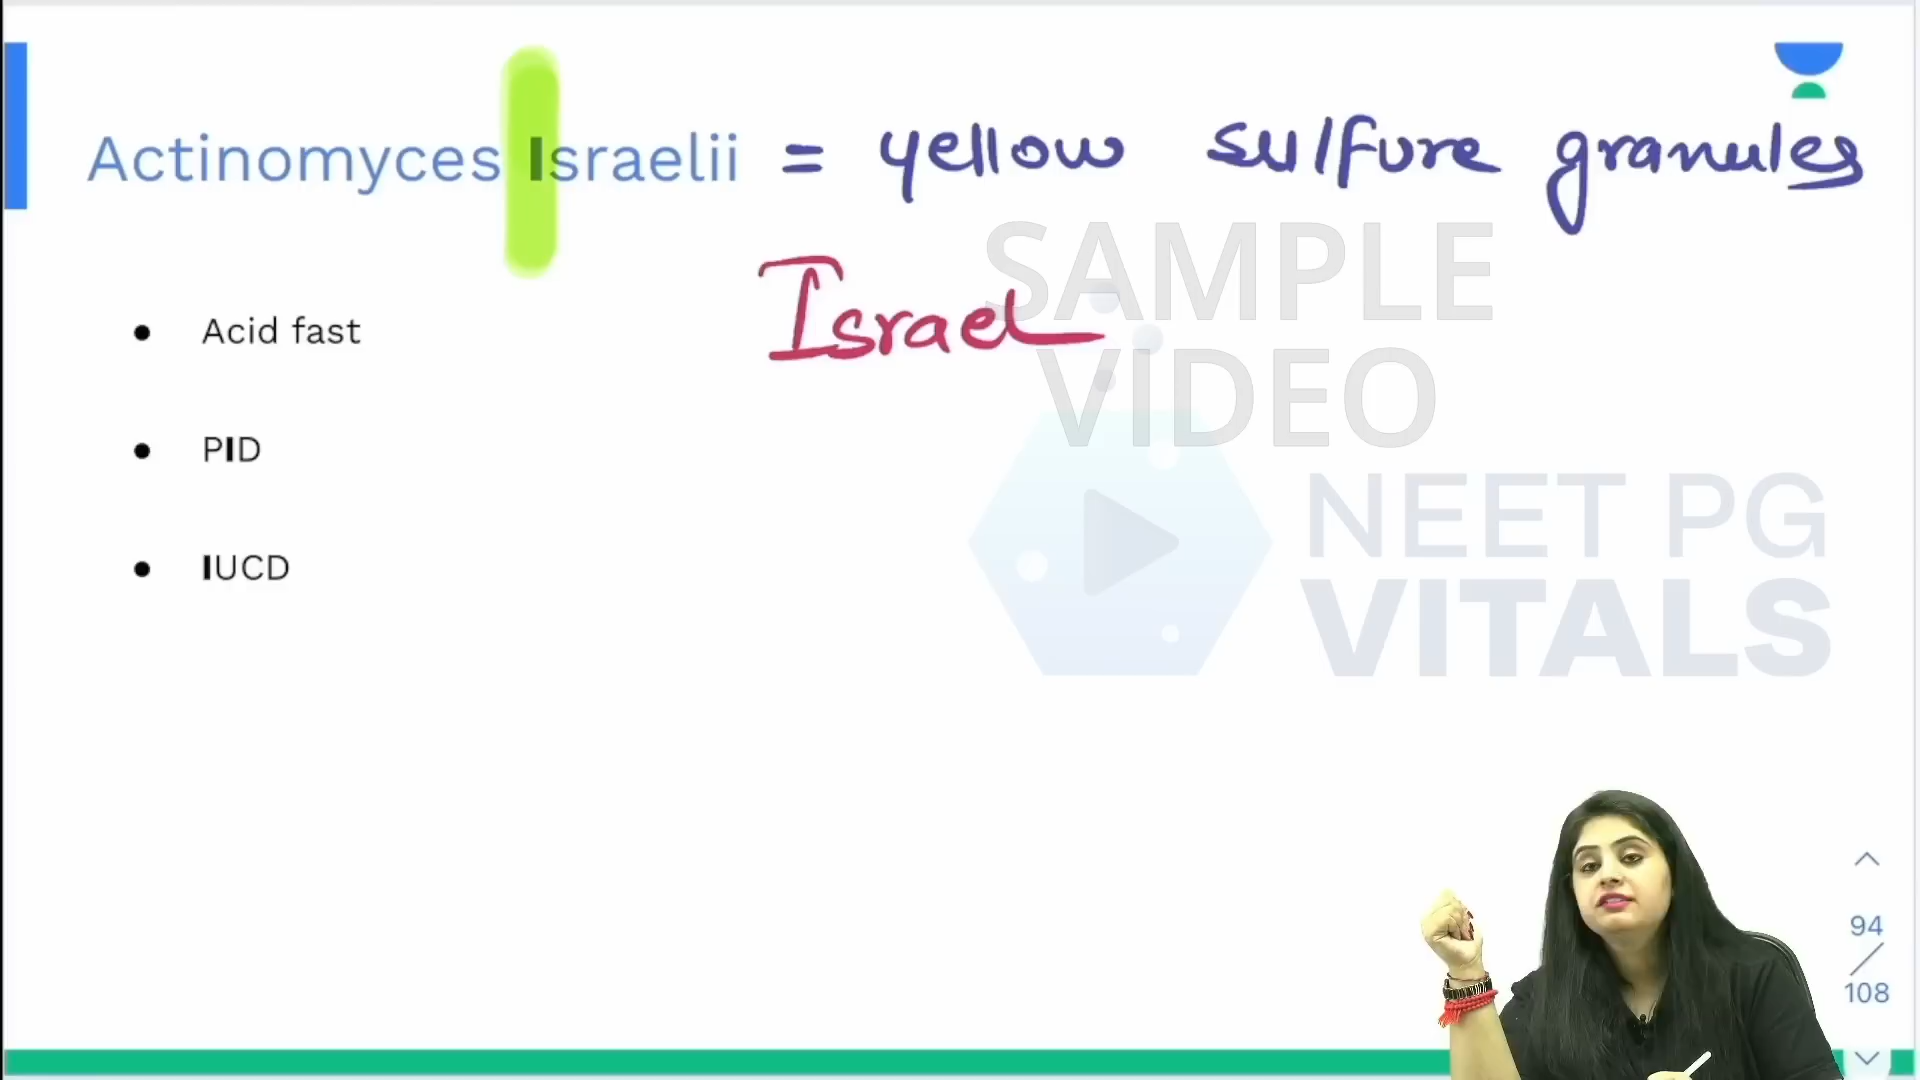 Actinomyces Israelii = yellow sulfure granules
Israel
SAMPLE
VIDEO
Acid fast
PID
IUCD
NEET PG
VITALS
94
108